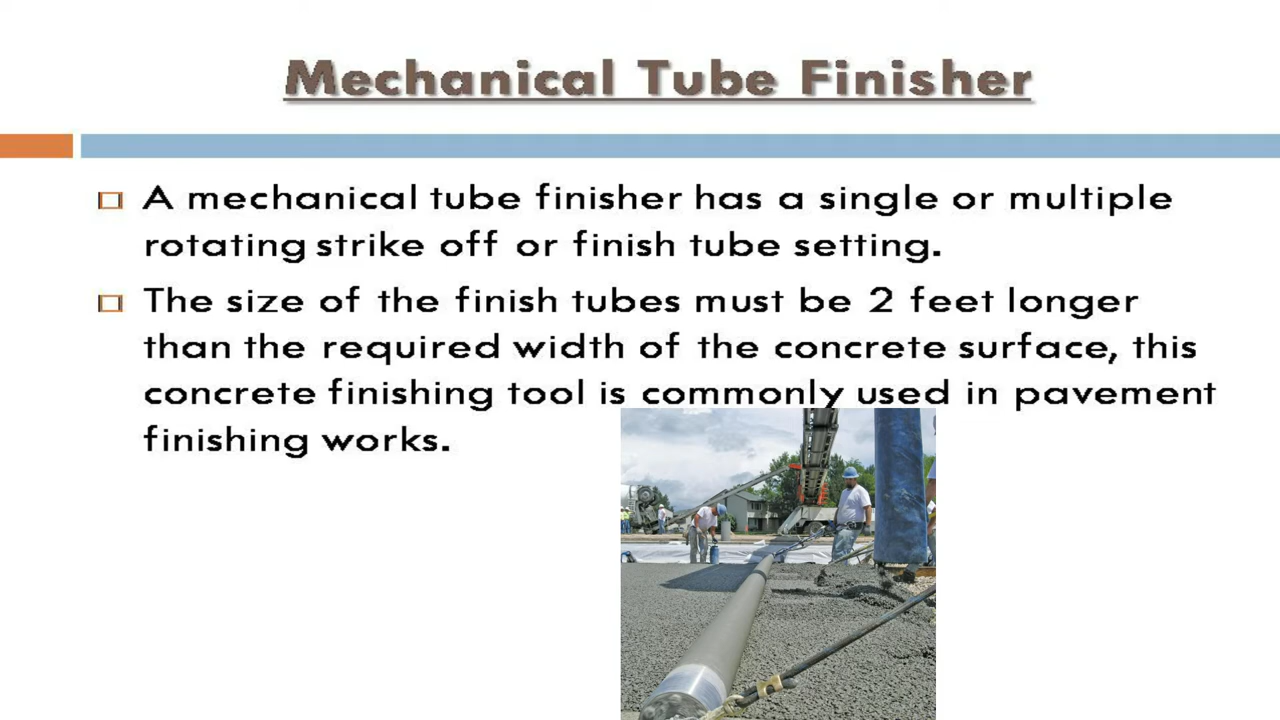 Mechanical Tube Finisher
A mechanical tube finisher has a single or multiple
rotating strike off or finish tube setting.
The size of the finish tubes must be 2 feet longer
than the required width of the concrete surface, this
concrete finishing tool is commonly used in pavement
finishing works.